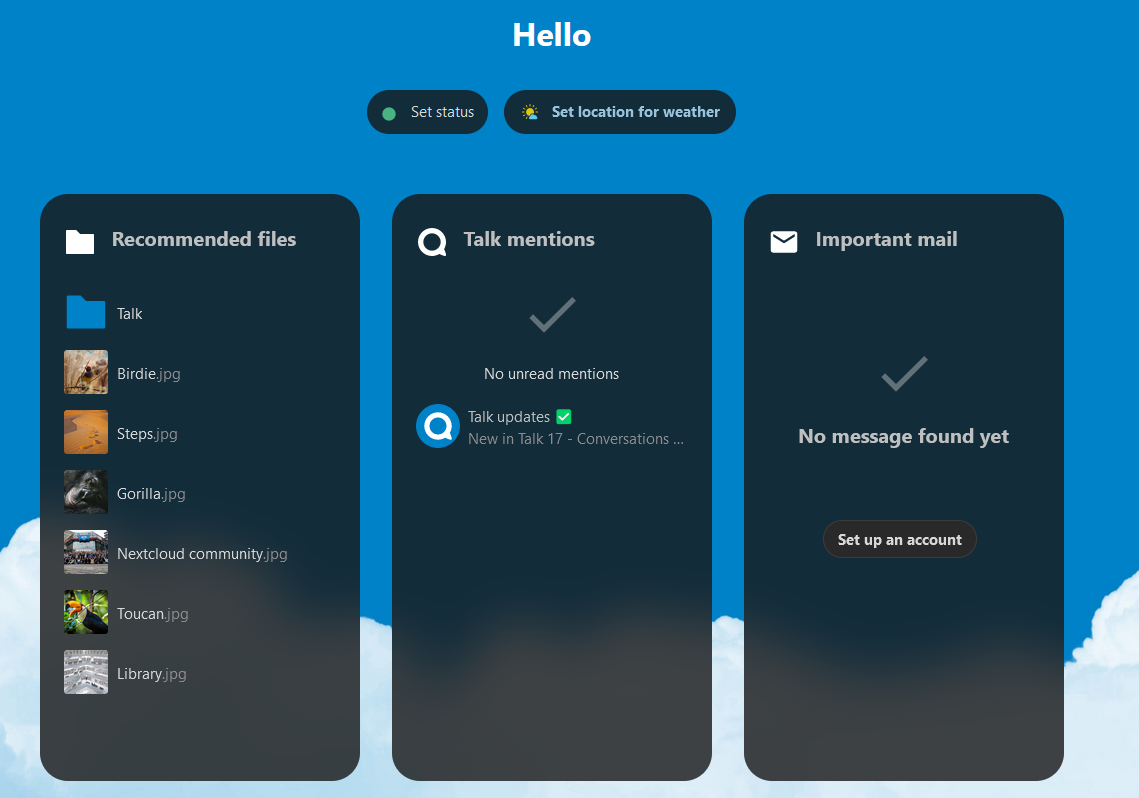 Hello
Set status
Set location for weather
Recommended files
Talk
Birdie.jpg
Steps.jpg
Gorilla.jpg
Nextcloud community.jpg
Toucan.jpg
Library.jpg
Talk mentions
No unread mentions
Talk updates ✅
New in Talk 17 - Conversations ...
Important mail
No message found yet
Set up an account